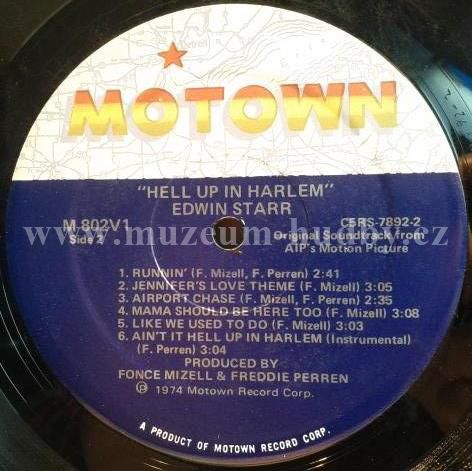 Detroit
MOTOWN
"HELL UP IN HARLEM"
EDWIN STARR
M 802V1
Side 2
C5RS-7892-2
Original Soundtrack from
AIP's Motion Picture
www.muzeum-hudby.cz
1. RUNNIN' (F. Mizell, F. Perren) 2:41
2. JENNIFER'S LOVE THEME (F. Mizell) 3:05
3. AIRPORT CHASE (F. Mizell, F. Perren) 2:35
4. MAMA SHOULD BE HERE TOO (F. Mizell) 3:08
5. LIKE WE USED TO DO (F. Mizell) 3:03
6. AIN'T IT HELL UP IN HARLEM (Instrumental)
(F. Perren) 3:04
PRODUCED BY
FONCE MIZELL & FREDDIE PERREN
℗ 1974 Motown Record Corp.
A PRODUCT OF MOTOWN RECORD CORP.